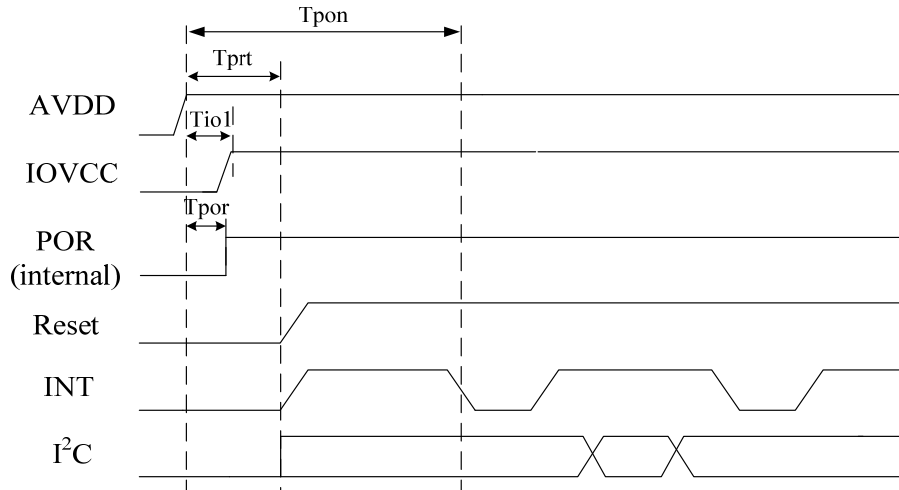 Tpon
Tprt
AVDD
Tio1
IOVCC
Tpor
POR
(internal)
Reset
INT
I²C